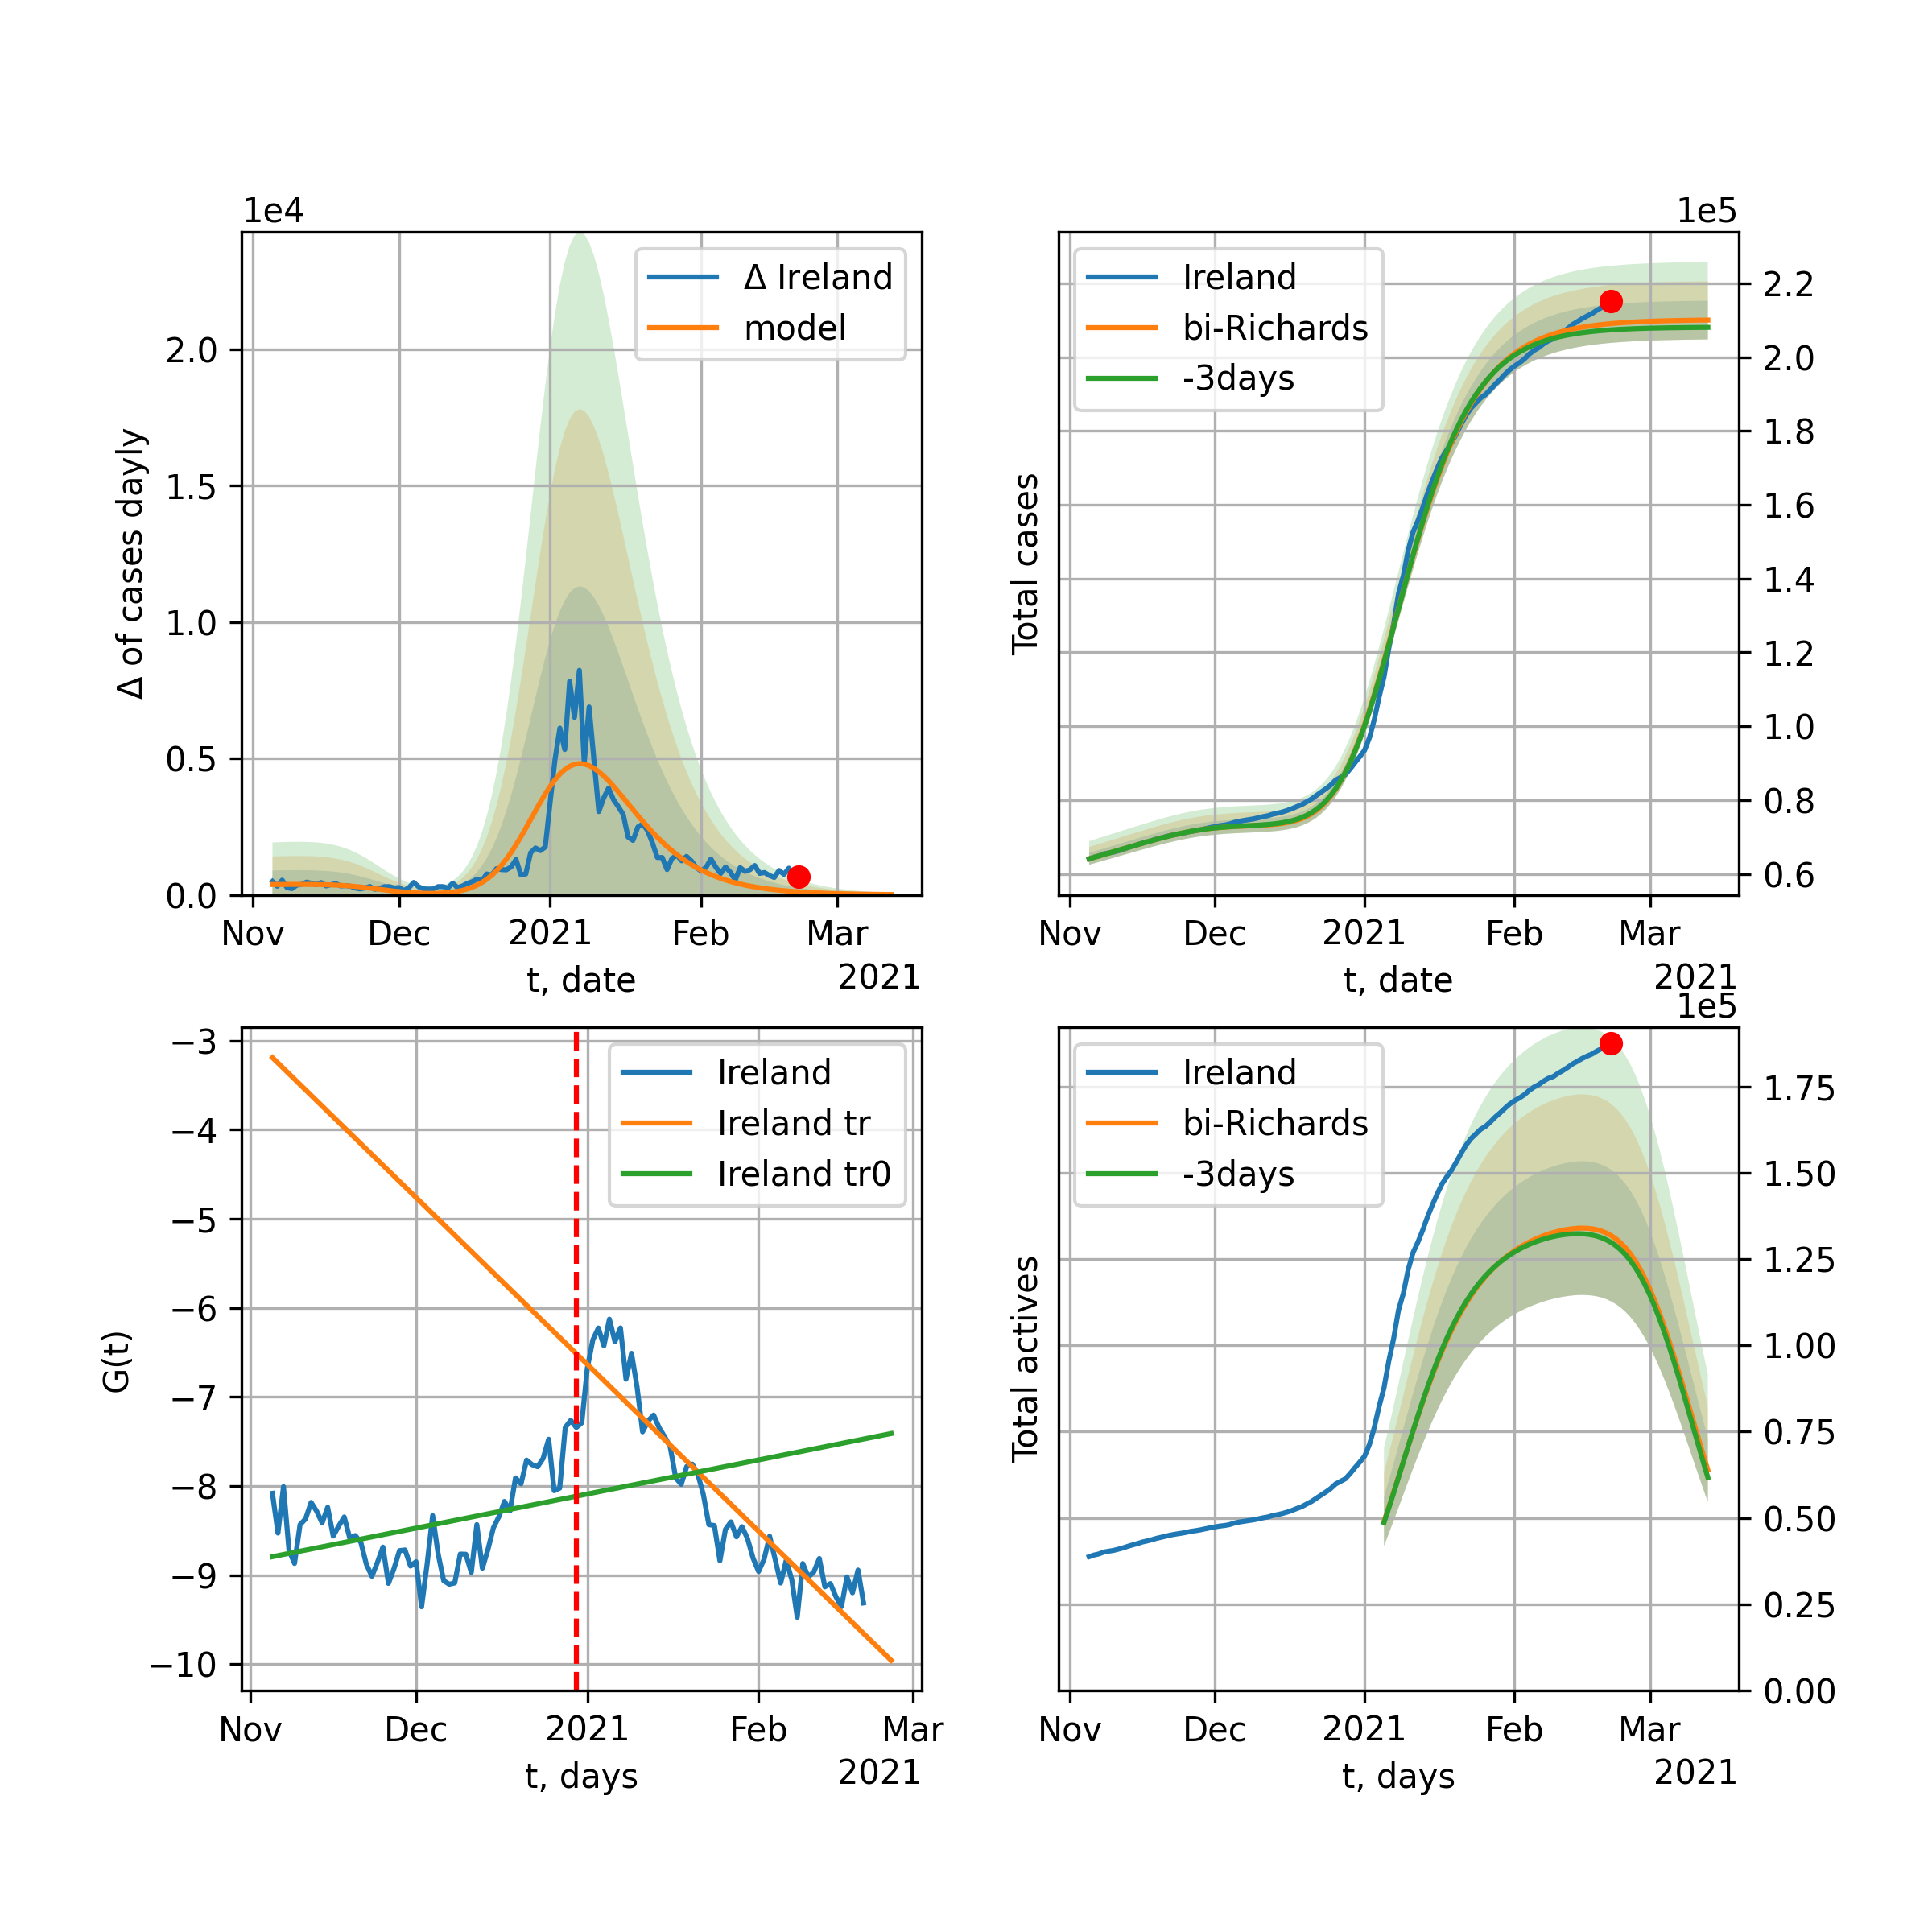 1e4
Δ Ireland
model
2.0
1.5
1.0
0.5
0.0
Δ of cases dayly
Nov Dec 2021 Feb Mar
t, date
2021
1e5
Ireland
bi-Richards
-3days
2.2
2.0
1.8
1.6
1.4
1.2
1.0
0.8
0.6
Total cases
Nov Dec 2021 Feb Mar
t, date
2021
Ireland
Ireland tr
Ireland tr0
−3
−4
−5
−6
−7
−8
−9
−10
G(t)
Nov Dec 2021 Feb Mar
t, days
2021
1e5
Ireland
bi-Richards
-3days
1.75
1.50
1.25
1.00
0.75
0.50
0.25
0.00
Total actives
Nov Dec 2021 Feb Mar
t, days
2021